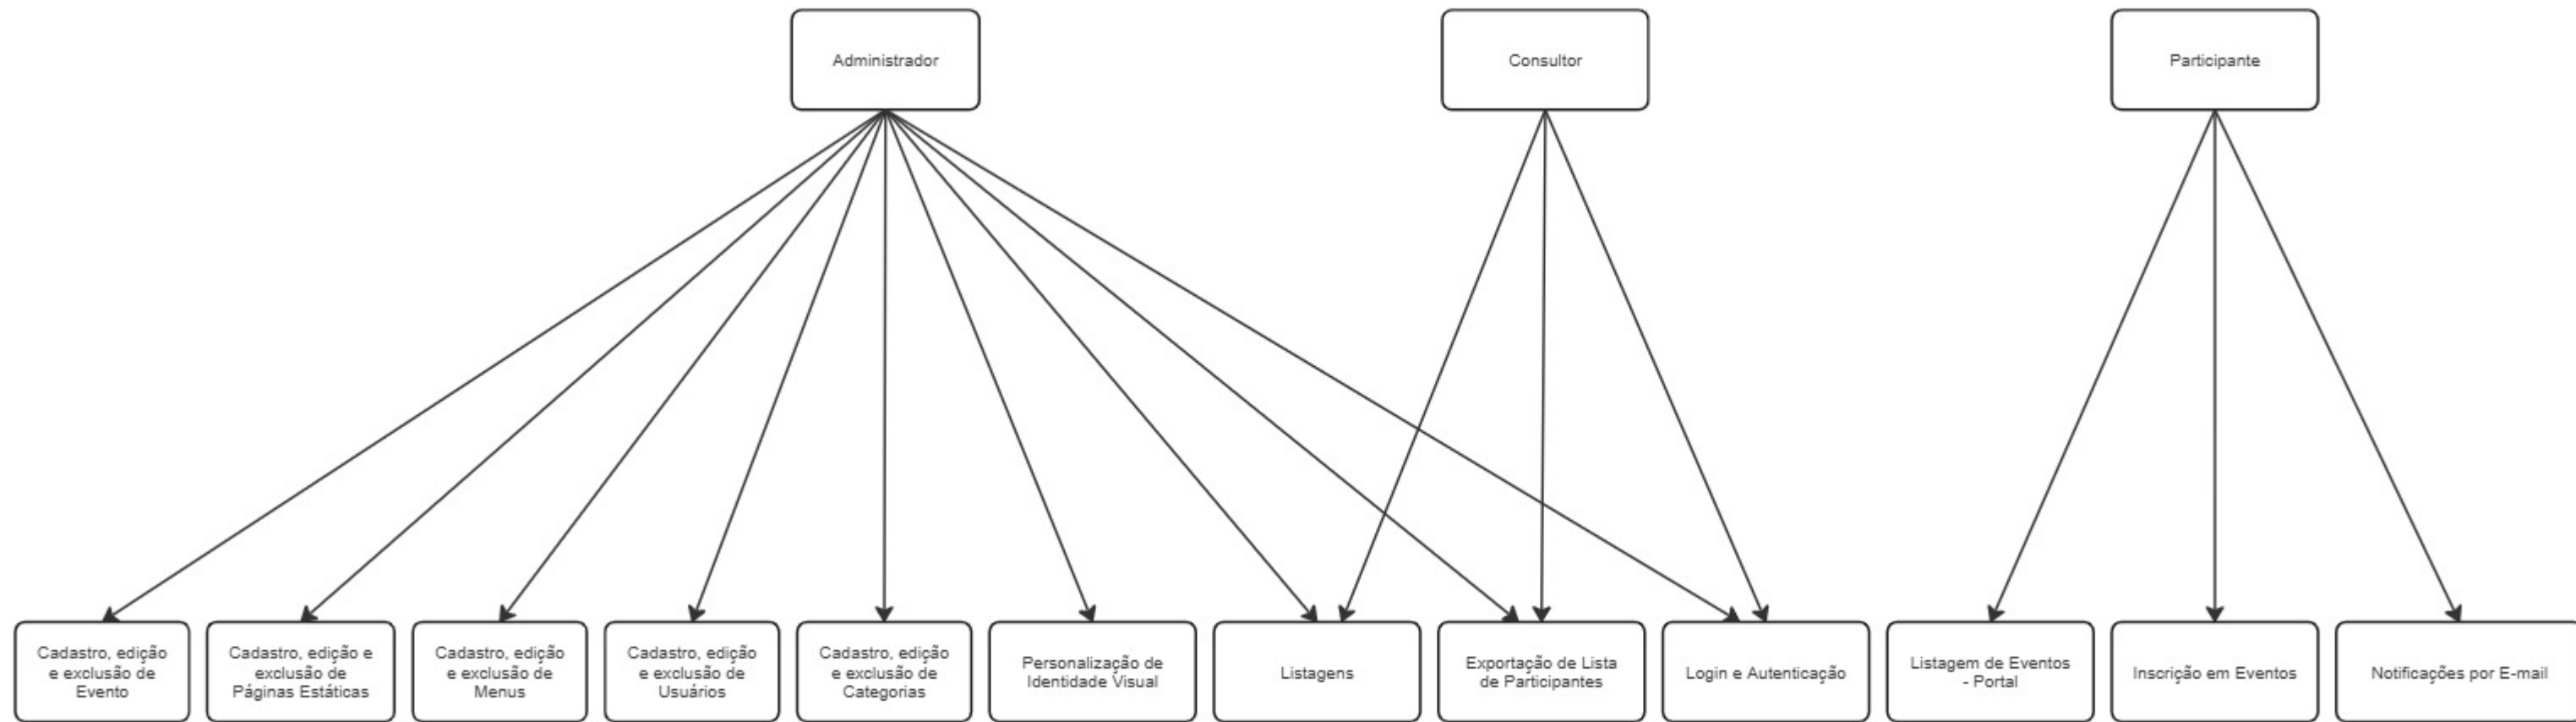 Administrador
Consultor
Participante
Cadastro, edição
e exclusão de
Evento
Cadastro, edição e
exclusão de
Páginas Estáticas
Cadastro, edição
e exclusão de
Menus
Cadastro, edição
e exclusão de
Usuários
Cadastro, edição
e exclusão de
Categorias
Personalização de
Identidade Visual
Listagens
Exportação de Lista
de Participantes
Login e Autenticação
Listagem de Eventos
- Portal
Inscrição em Eventos
Notificações por E-mail